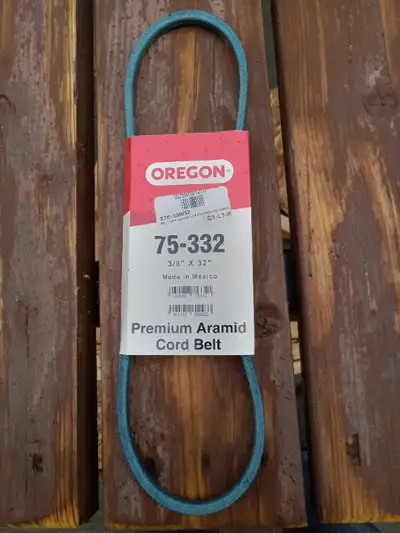 OREGON
75-332
3/8" X 32"
Made in Mexico
Premium Aramid
Cord Belt